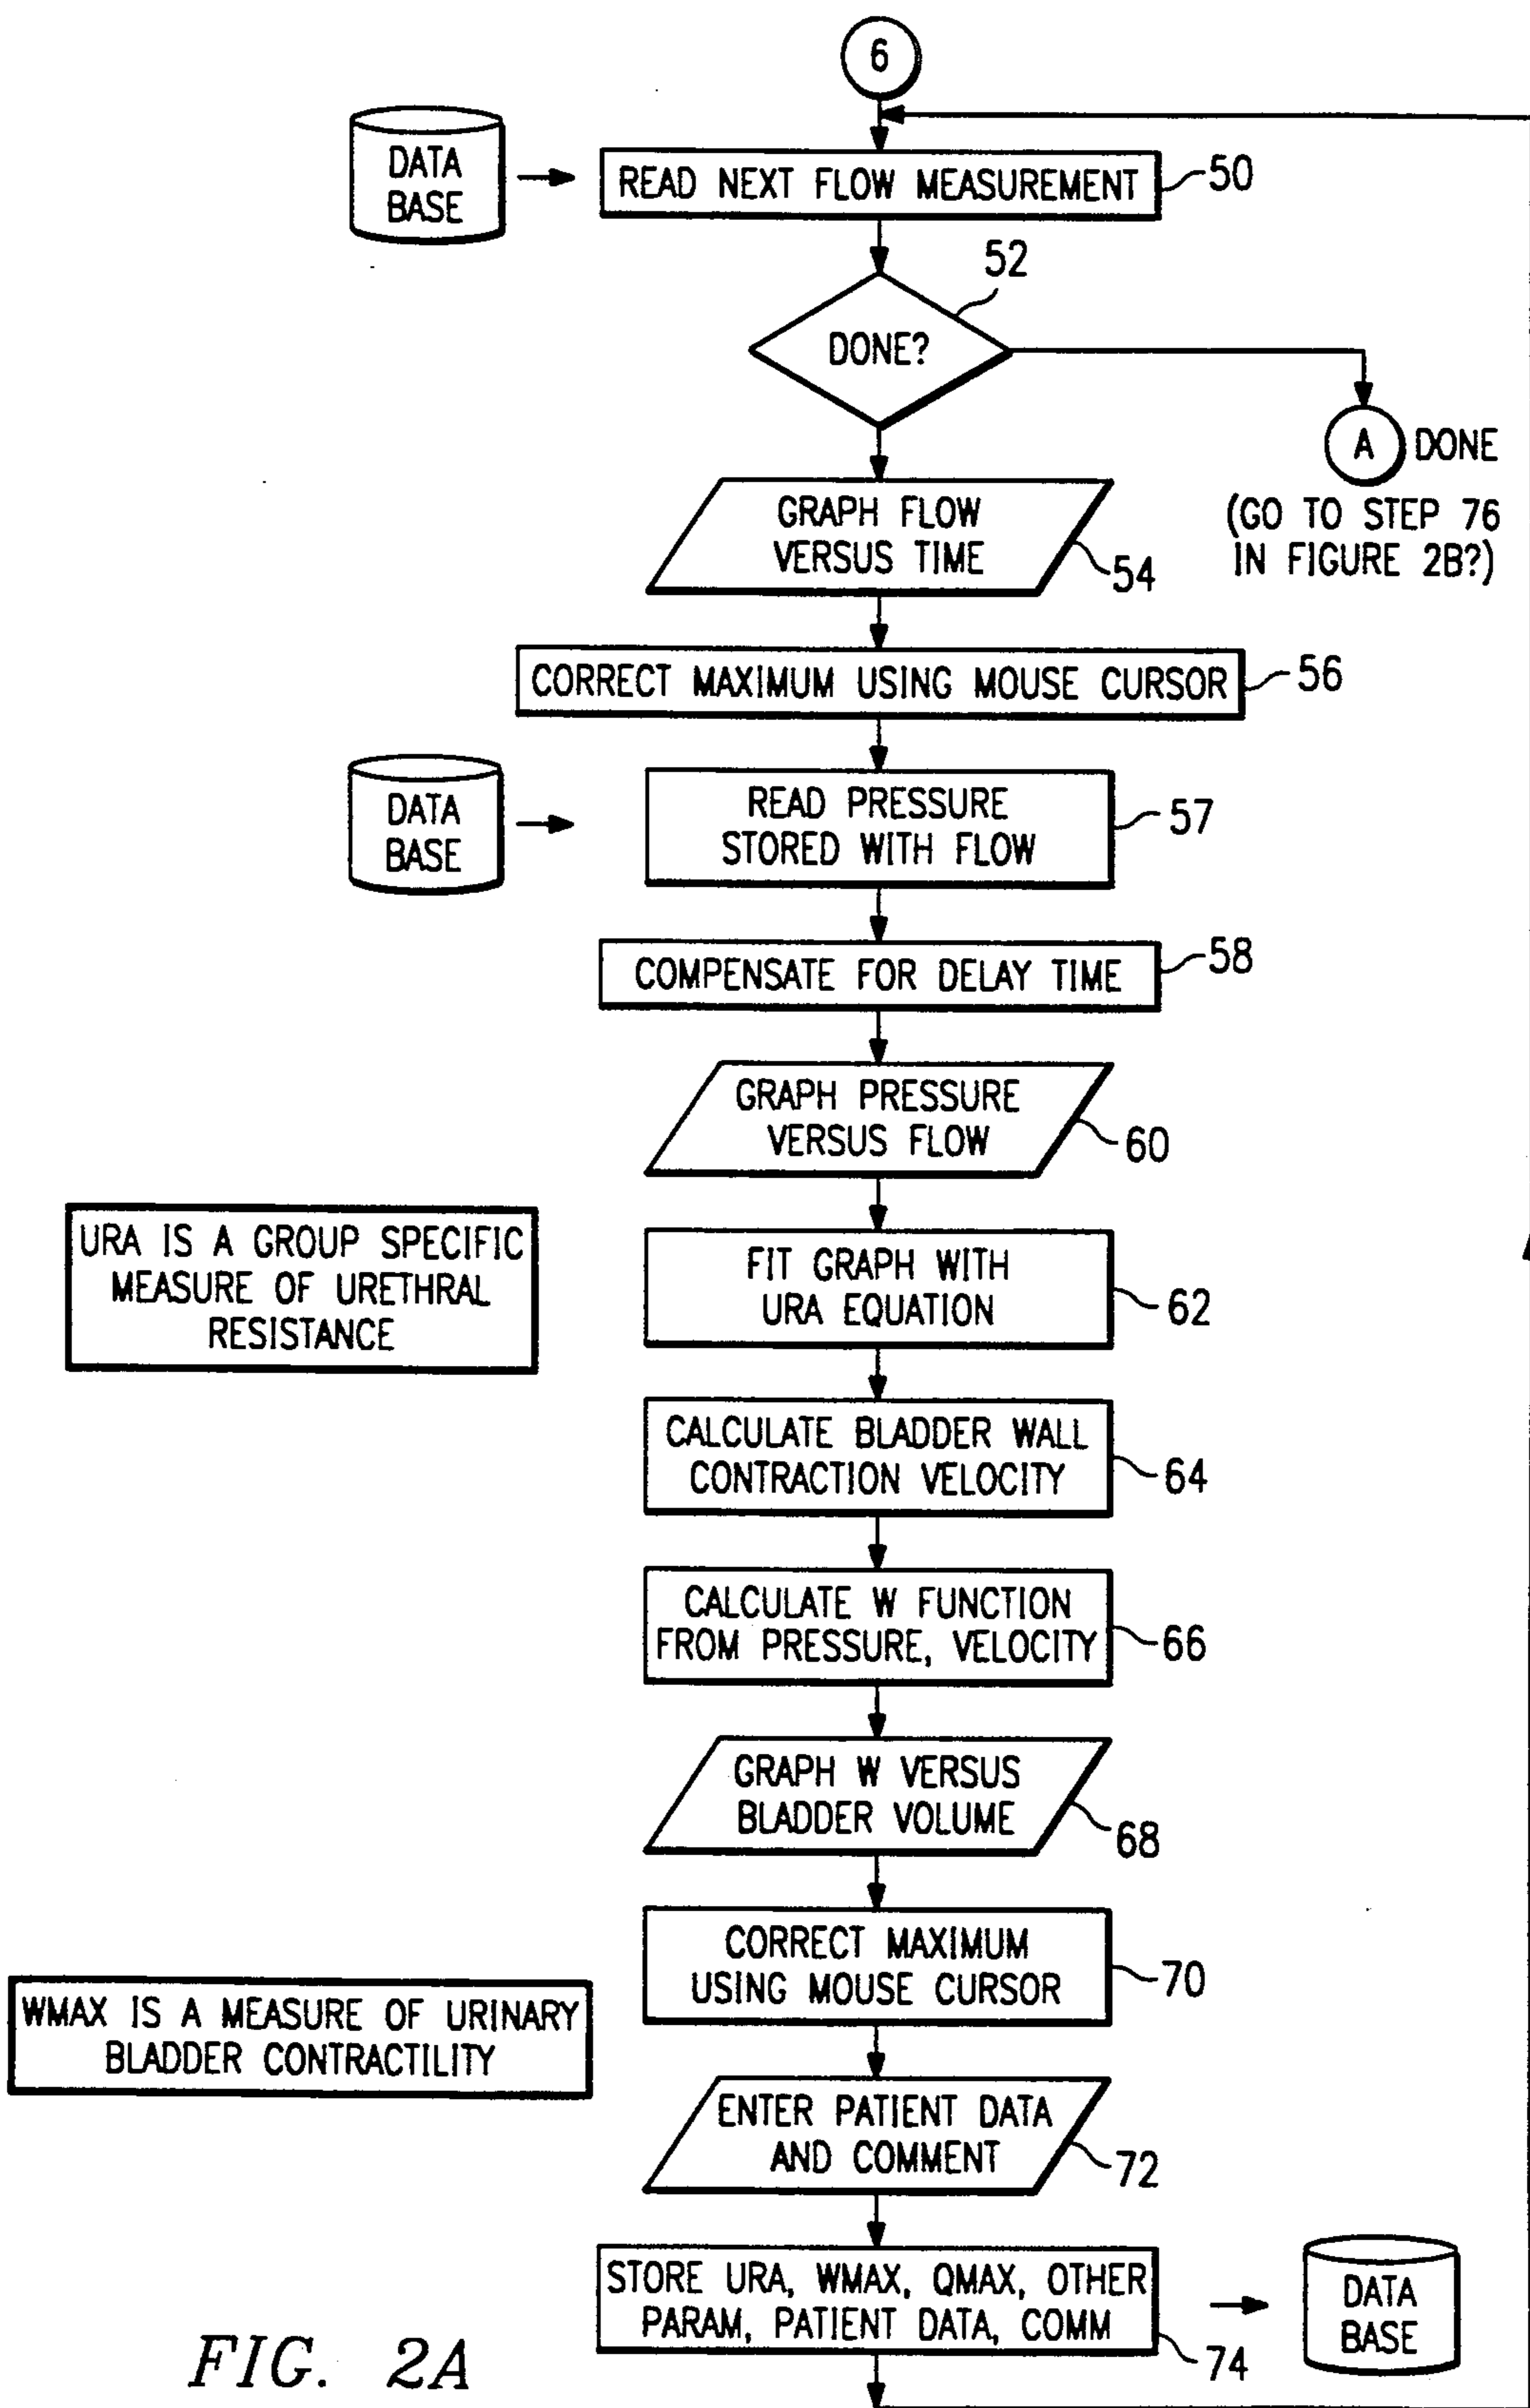 6
DATA
BASE
READ NEXT FLOW MEASUREMENT
50
52
DONE?
A DONE
(GO TO STEP 76
IN FIGURE 2B?)
GRAPH FLOW
VERSUS TIME
54
CORRECT MAXIMUM USING MOUSE CURSOR
56
DATA
BASE
READ PRESSURE
STORED WITH FLOW
57
COMPENSATE FOR DELAY TIME
58
GRAPH PRESSURE
VERSUS FLOW
60
URA IS A GROUP SPECIFIC
MEASURE OF URETHRAL
RESISTANCE
FIT GRAPH WITH
URA EQUATION
62
CALCULATE BLADDER WALL
CONTRACTION VELOCITY
64
CALCULATE W FUNCTION
FROM PRESSURE, VELOCITY
66
GRAPH W VERSUS
BLADDER VOLUME
68
CORRECT MAXIMUM
USING MOUSE CURSOR
70
WMAX IS A MEASURE OF URINARY
BLADDER CONTRACTILITY
ENTER PATIENT DATA
AND COMMENT
72
STORE URA, WMAX, QMAX, OTHER
PARAM, PATIENT DATA, COMM
74
DATA
BASE
FIG. 2A